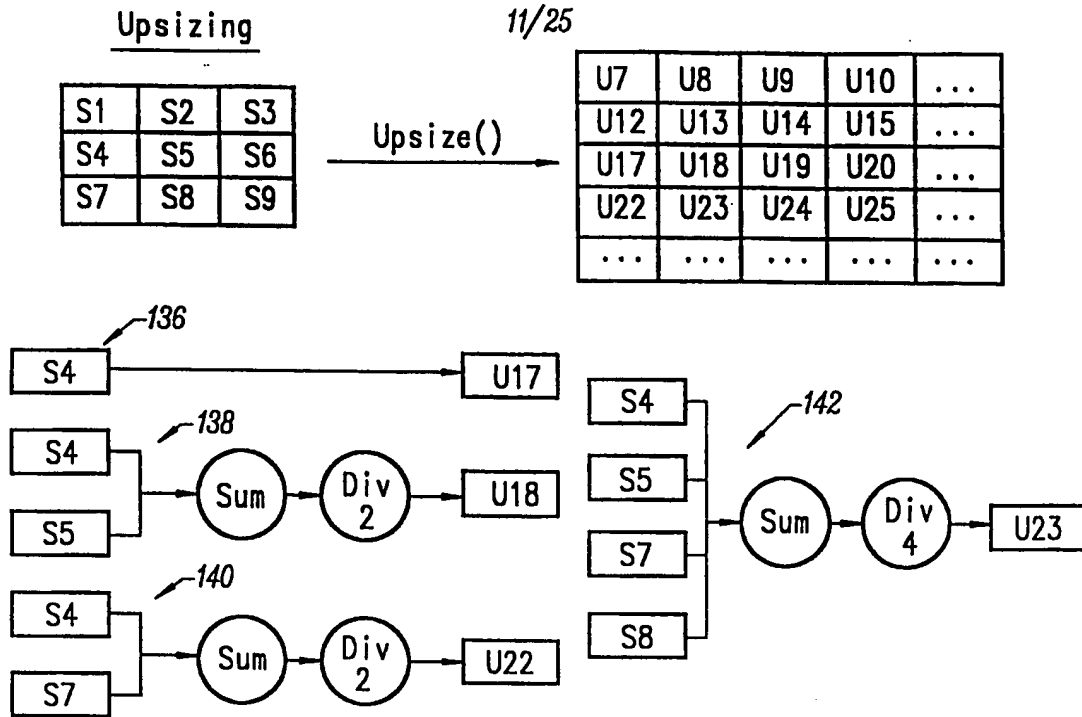 Upsizing
11/25
S1 S2 S3
S4 S5 S6
S7 S8 S9
Upsize()
U7 U8 U9 U10 ...
U12 U13 U14 U15 ...
U17 U18 U19 U20 ...
U22 U23 U24 U25 ...
... ... ... ... ...
136
S4 U17
138
S4
S5
Sum
Div 2
U18
140
S4
S7
Sum
Div 2
U22
142
S4
S5
S7
S8
Sum
Div 4
U23